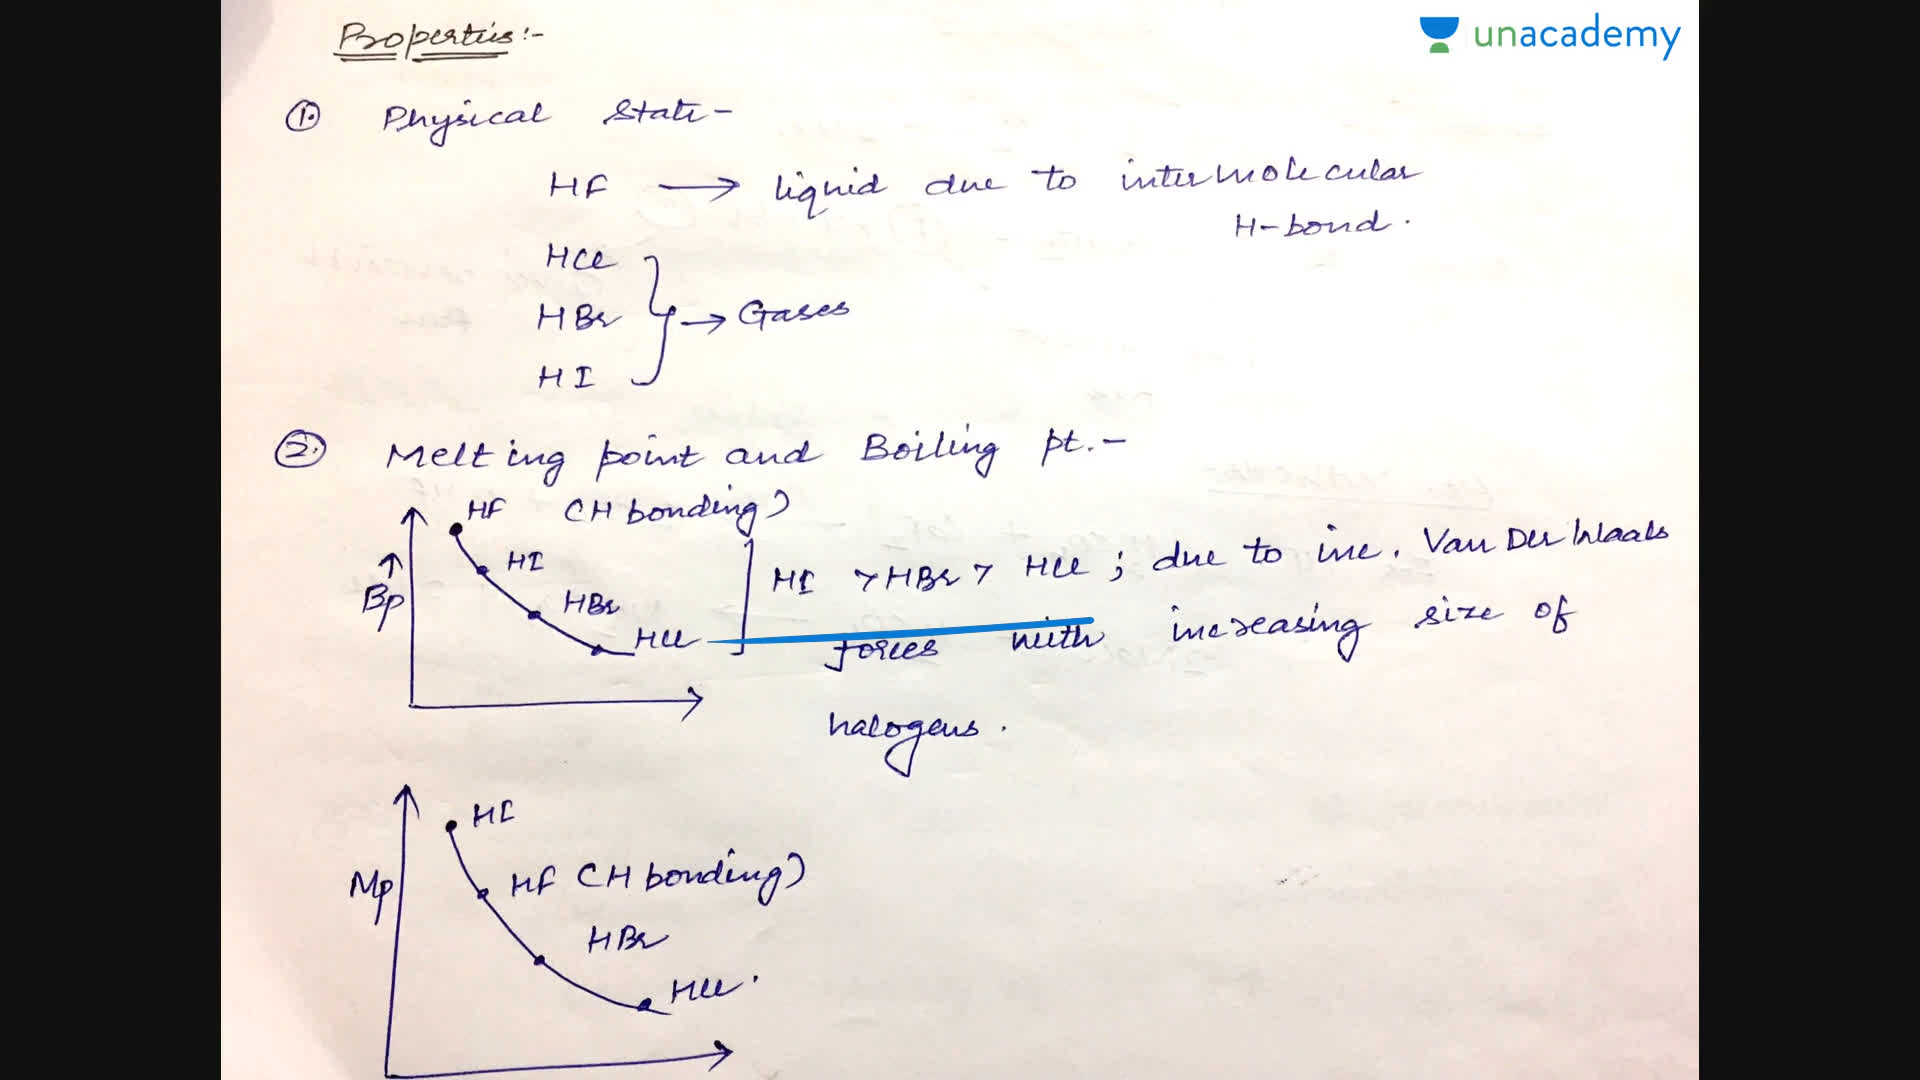 Properties :-
unacademy
1. Physical State -
HF → liquid due to intermolecular
H-bond.
HCl
HBr → Gases
HI
2. Melting point and Boiling pt. -
HF (H bonding)
HI
HBr
HCl
↑ Bp
HI > HBr > HCl ; due to inc. Van Der Waals
forces with increasing size of
halogens.
Mp
HI
HF (H bonding)
HBr
HCl.